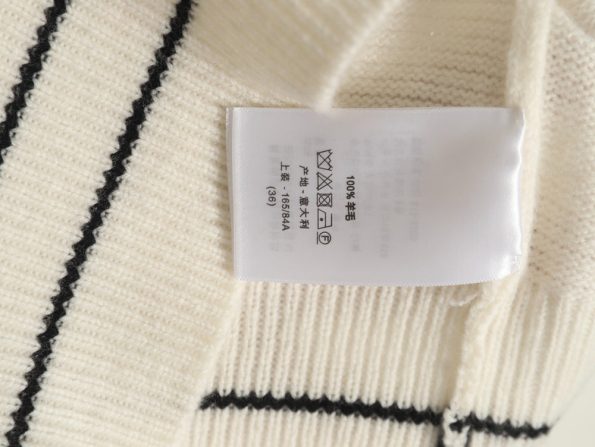 100% 羊毛
产地 - 意大利
上装 - 165/84A
(36)